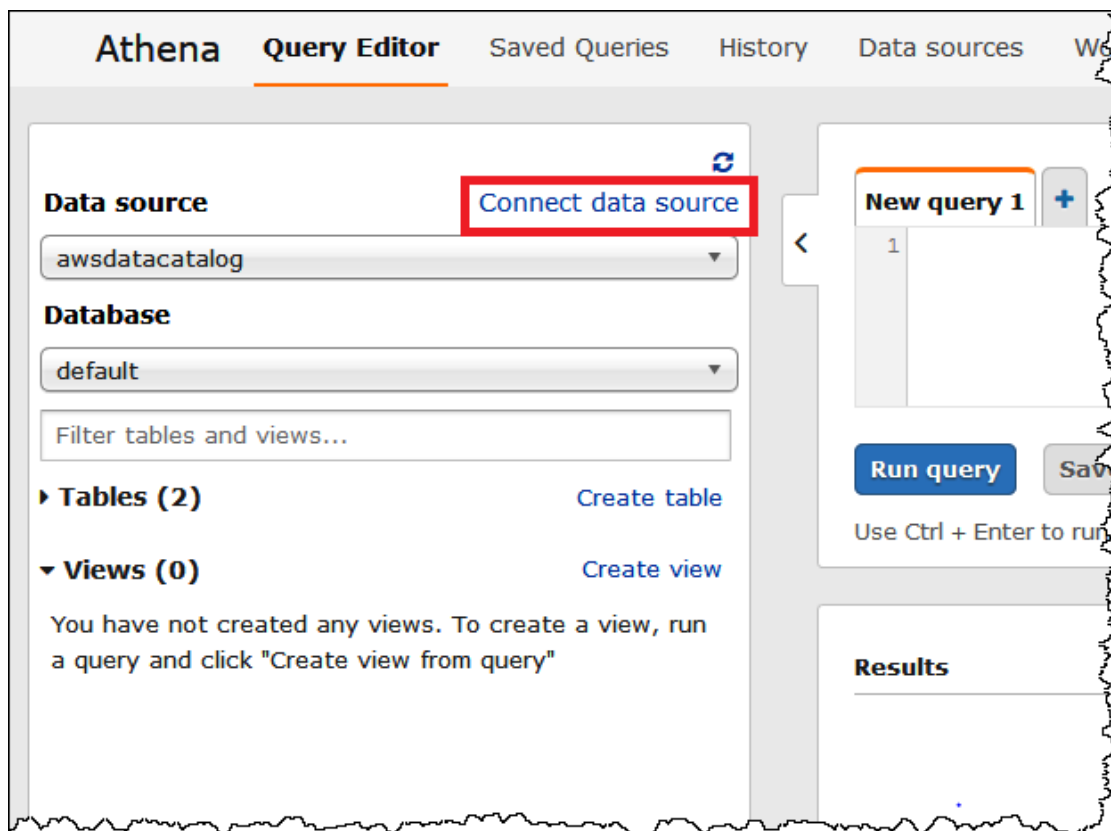 Athena Query Editor Saved Queries History Data sources
Data source Connect data source
awsdatacatalog
Database
default
Filter tables and views...
Tables (2) Create table
Views (0) Create view
You have not created any views. To create a view, run
a query and click "Create view from query"
New query 1 +
1
Run query
Use Ctrl + Enter to run
Results